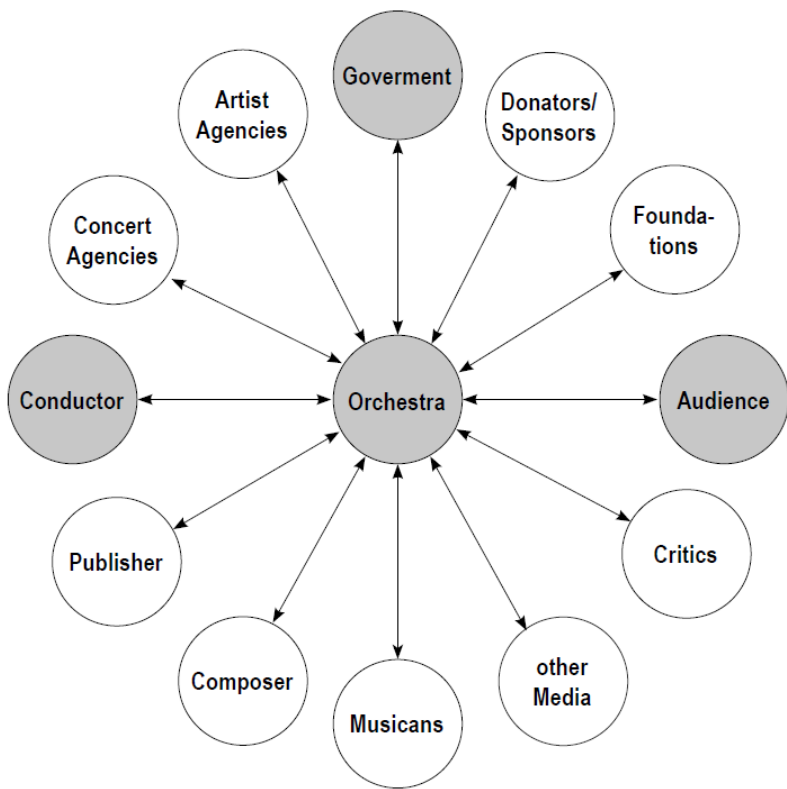 Goverment
Artist
Agencies
Donators/
Sponsors
Concert
Agencies
Founda-
tions
Conductor
Orchestra
Audience
Publisher
Critics
Composer
other
Media
Musicans